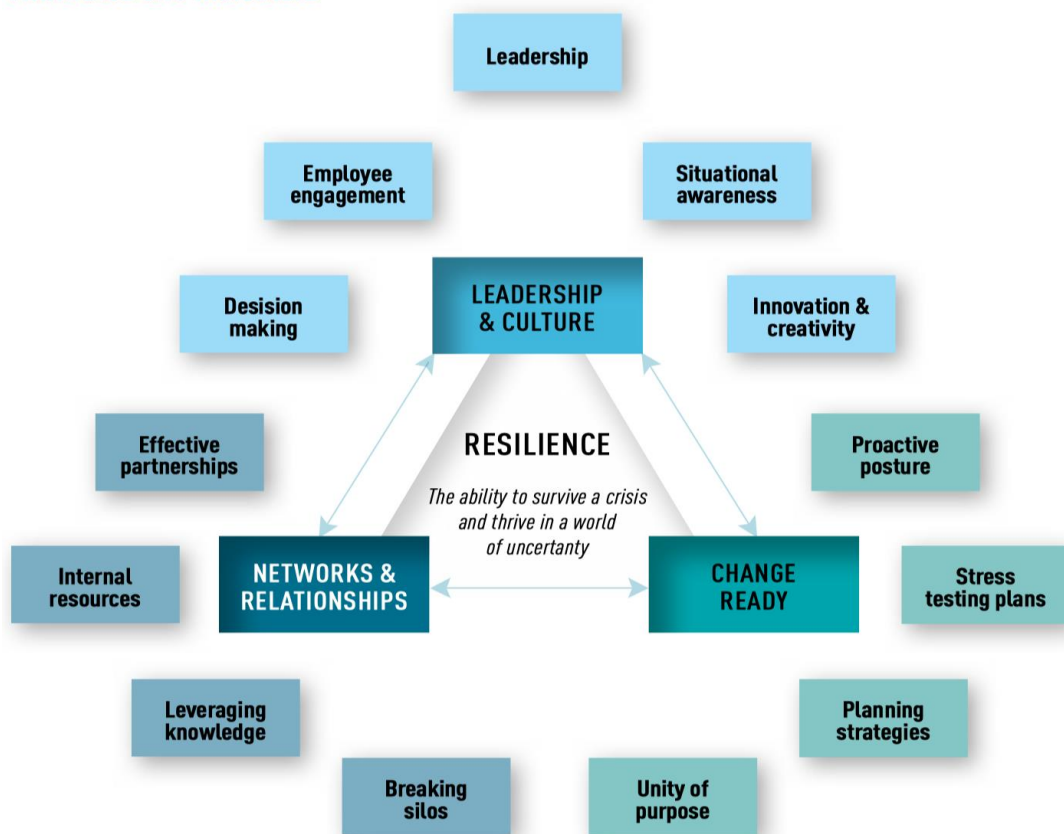 Leadership
Employee
engagement
Situational
awareness
Desision
making
LEADERSHIP
& CULTURE
Innovation &
creativity
Effective
partnerships
RESILIENCE
Proactive
posture
The ability to survive a crisis
and thrive in a world
of uncertanty
Internal
resources
NETWORKS &
RELATIONSHIPS
CHANGE
READY
Stress
testing plans
Leveraging
knowledge
Planning
strategies
Breaking
silos
Unity of
purpose